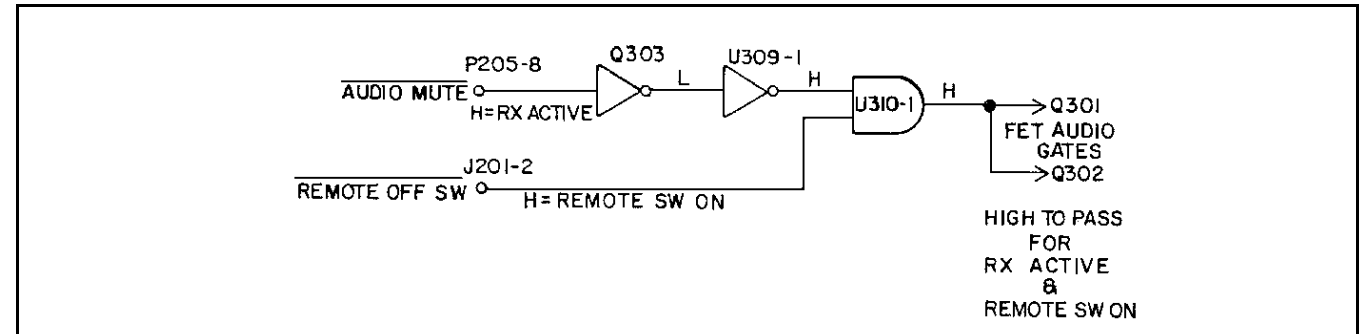 P205-8
AUDIO MUTE
H=RX ACTIVE
Q303
L
U309-1
H
U310-1
H
Q301
FET AUDIO
GATES
Q302
J201-2
REMOTE OFF SW
H=REMOTE SW ON
HIGH TO PASS
FOR
RX ACTIVE
&
REMOTE SW ON